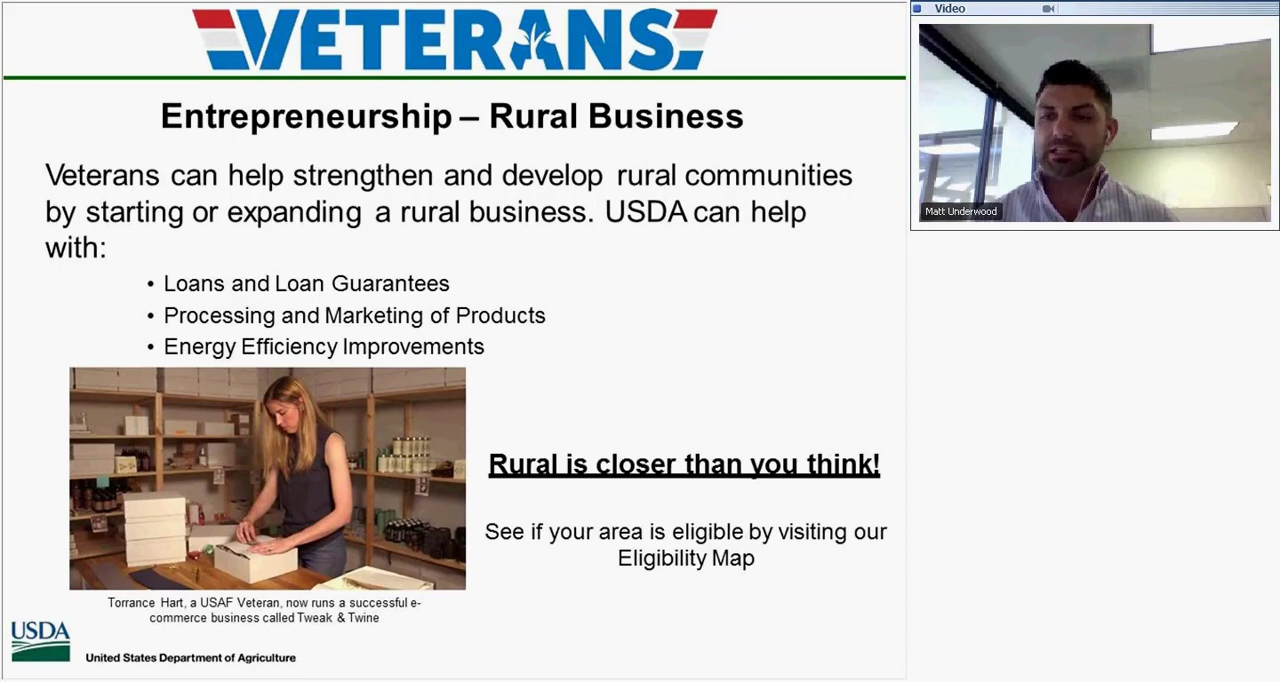 VETERANS
Entrepreneurship – Rural Business
Veterans can help strengthen and develop rural communities
by starting or expanding a rural business. USDA can help
with:
• Loans and Loan Guarantees
• Processing and Marketing of Products
• Energy Efficiency Improvements
Rural is closer than you think!
See if your area is eligible by visiting our
Eligibility Map
Torrance Hart, a USAF Veteran, now runs a successful e-
commerce business called Tweak & Twine
USDA
United States Department of Agriculture
Video
Matt Underwood